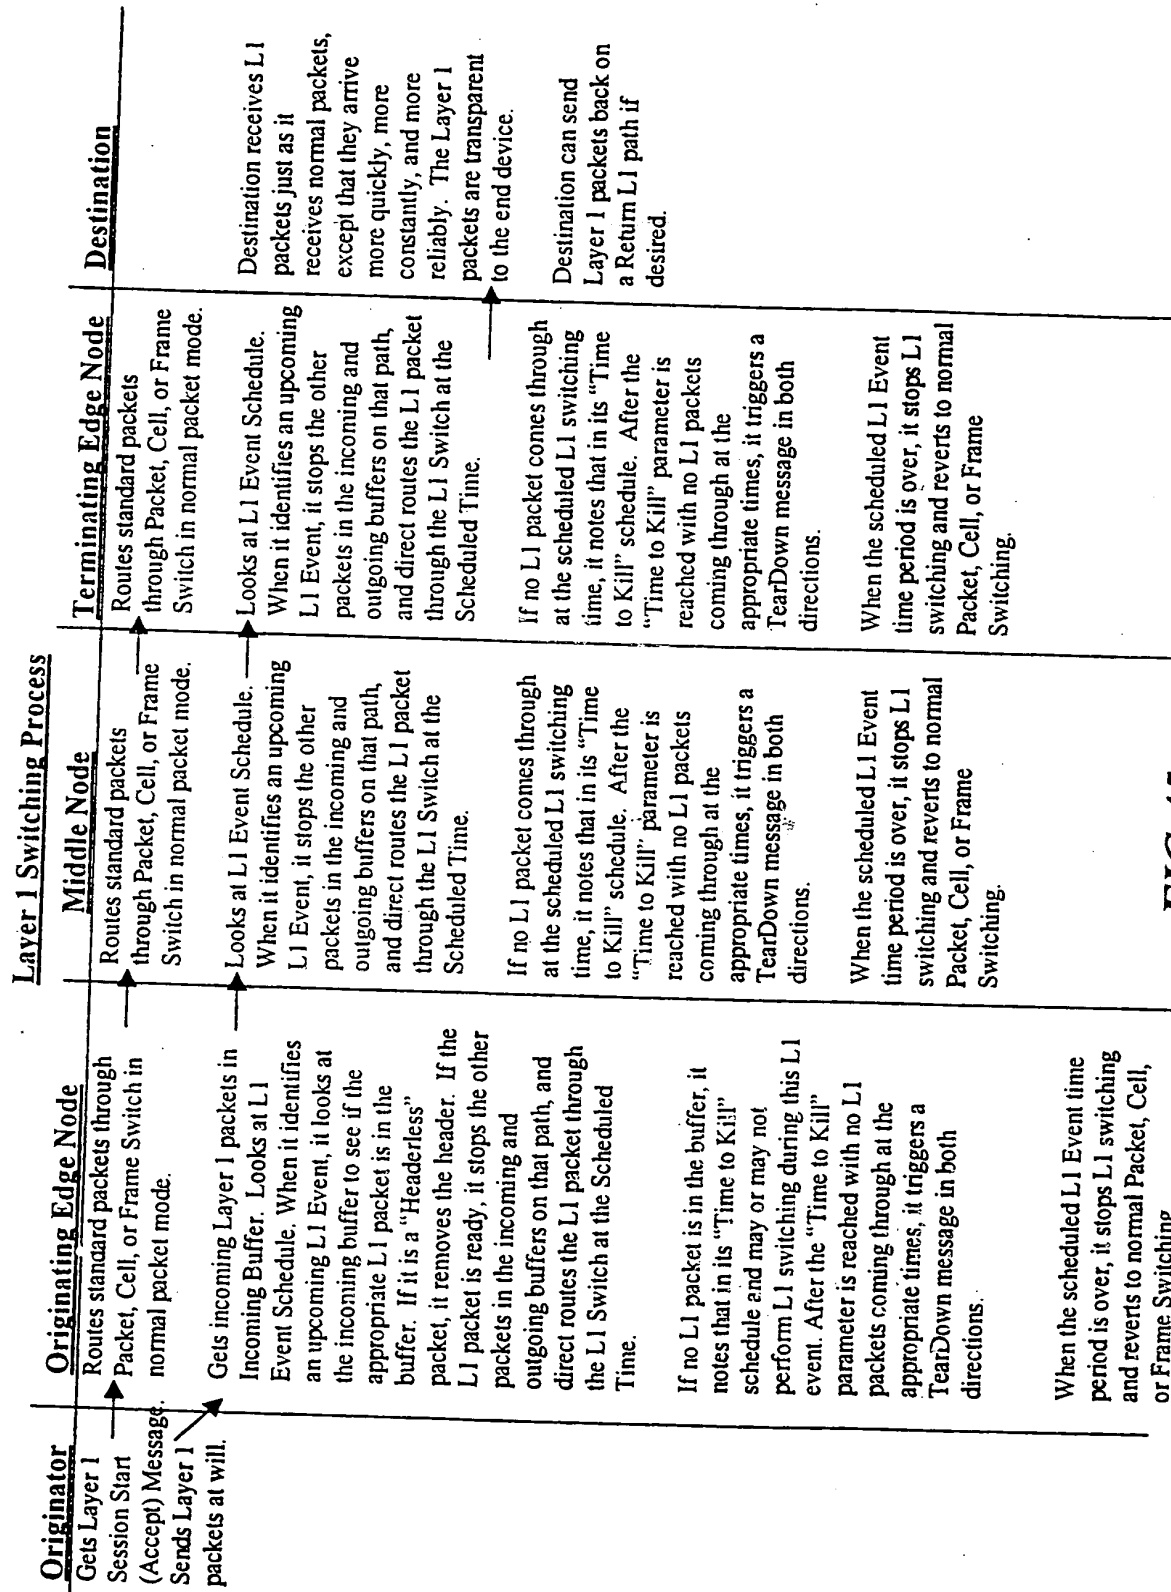 Layer 1 Switching Process
Originator
Gets Layer 1
Session Start
(Accept) Message.
Sends Layer 1
packets at will.
Originating Edge Node
Routes standard packets through
Packet, Cell, or Frame Switch in
normal packet mode.
Gets incoming Layer 1 packets in
Incoming Buffer. Looks at L1
Event Schedule. When it identifies
an upcoming L1 Event, it looks at
the incoming buffer to see if the
appropriate L1 packet is in the
buffer. If it is a “Headerless”
packet, it removes the header. If the
L1 packet is ready, it stops the other
packets in the incoming and
outgoing buffers on that path, and
direct routes the L1 packet through
the L1 Switch at the Scheduled
Time.
If no L1 packet is in the buffer, it
notes that in its “Time to Kill”
schedule and may or may not
perform L1 switching during this L1
event. After the “Time to Kill”
parameter is reached with no L1
packets coming through at the
appropriate times, it triggers a
TearDown message in both
directions.
When the scheduled L1 Event time
period is over, it stops L1 switching
and reverts to normal Packet, Cell,
or Frame Switching
Middle Node
Routes standard packets
through Packet, Cell, or Frame
Switch in normal packet mode.
Looks at L1 Event Schedule.
When it identifies an upcoming
L1 Event, it stops the other
packets in the incoming and
outgoing buffers on that path,
and direct routes the L1 packet
through the L1 Switch at the
Scheduled Time.
If no L1 packet comes through
at the scheduled L1 switching
time, it notes that in its “Time
to Kill” schedule. After the
“Time to Kill” parameter is
reached with no L1 packets
coming through at the
appropriate times, it triggers a
TearDown message in both
directions.
When the scheduled L1 Event
time period is over, it stops L1
switching and reverts to normal
Packet, Cell, or Frame
Switching.
Terminating Edge Node
Routes standard packets
through Packet, Cell, or Frame
Switch in normal packet mode.
Looks at L1 Event Schedule.
When it identifies an upcoming
L1 Event, it stops the other
packets in the incoming and
outgoing buffers on that path,
and direct routes the L1 packet
through the L1 Switch at the
Scheduled Time.
If no L1 packet comes through
at the scheduled L1 switching
time, it notes that in its “Time
to Kill” schedule. After the
“Time to Kill” parameter is
reached with no L1 packets
coming through at the
appropriate times, it triggers a
TearDown message in both
directions.
When the scheduled L1 Event
time period is over, it stops L1
switching and reverts to normal
Packet, Cell, or Frame
Switching.
Destination
Destination receives L1
packets just as it
receives normal packets,
except that they arrive
more quickly, more
constantly, and more
reliably. The Layer 1
packets are transparent
to the end device.
Destination can send
Layer 1 packets back on
a Return L1 path if
desired.